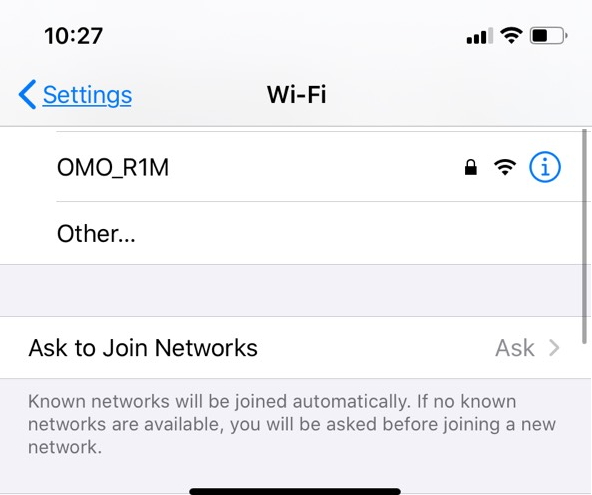 10:27
Settings
Wi-Fi
OMO_R1M
Other...
Ask to Join Networks
Ask
Known networks will be joined automatically. If no known
networks are available, you will be asked before joining a new
network.